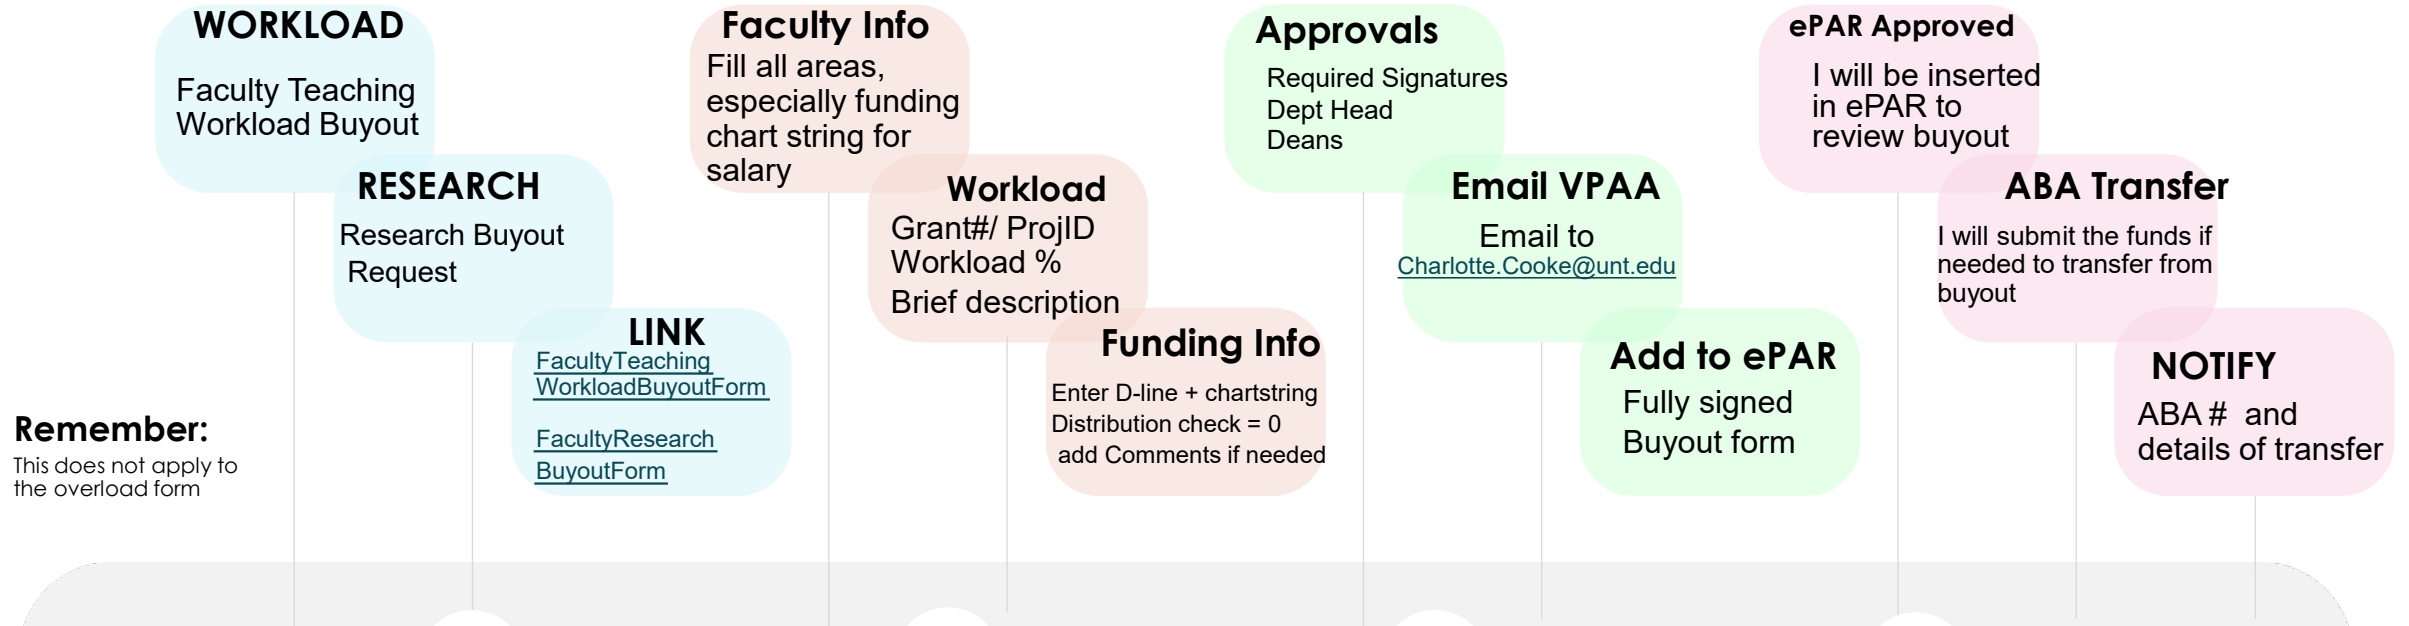 WORKLOAD
Faculty Teaching
Workload Buyout
RESEARCH
Research Buyout
Request
LINK
FacultyTeaching
WorkloadBuyoutForm
FacultyResearch
BuyoutForm
Remember:
This does not apply to
the overload form
Faculty Info
Fill all areas,
especially funding
chart string for
salary
Workload
Grant#/ ProjID
Workload %
Brief description
Funding Info
Enter D-line + chartstring
Distribution check = 0
add Comments if needed
Approvals
Required Signatures
Dept Head
Deans
Email VPAA
Email to
Charlotte.Cooke@unt.edu
Add to ePAR
Fully signed
Buyout form
ePAR Approved
I will be inserted
in ePAR to
review buyout
ABA Transfer
I will submit the funds if
needed to transfer from
buyout
NOTIFY
ABA # and
details of transfer